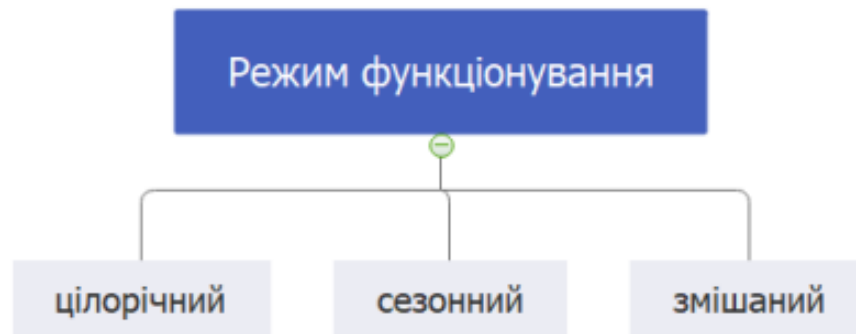 Режим функціонування
цілорічний
сезонний
змішаний